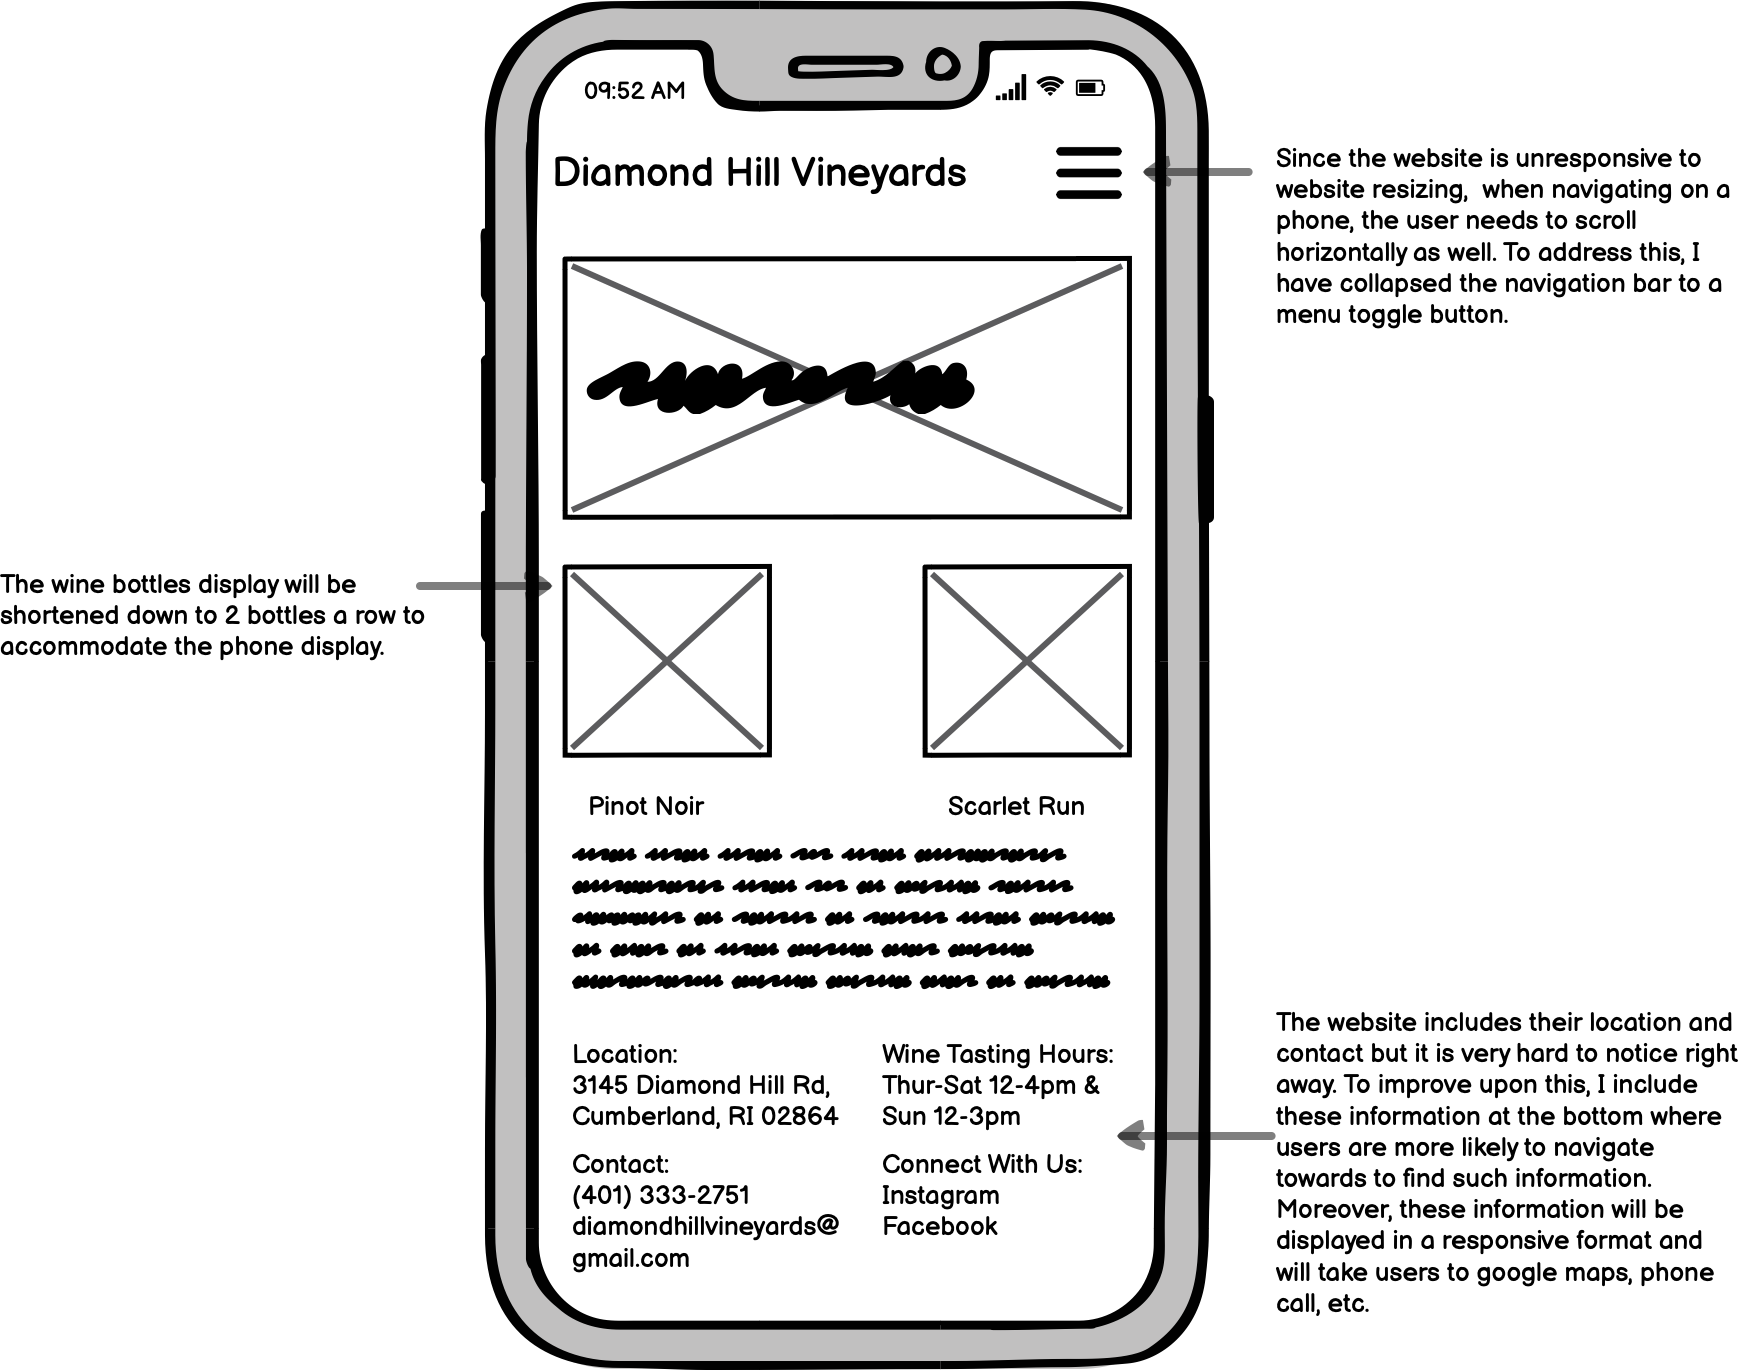 09:52 AM
Diamond Hill Vineyards
Since the website is unresponsive to
website resizing,  when navigating on a
phone, the user needs to scroll
horizontally as well. To address this, I
have collapsed the navigation bar to a
menu toggle button.
The wine bottles display will be
shortened down to 2 bottles a row to
accommodate the phone display.
Pinot Noir
Scarlet Run
Location:
3145 Diamond Hill Rd,
Cumberland, RI 02864
Contact:
(401) 333-2751
diamondhillvineyards@
gmail.com
Wine Tasting Hours:
Thur-Sat 12-4pm &
Sun 12-3pm
Connect With Us:
Instagram
Facebook
The website includes their location and
contact but it is very hard to notice right
away. To improve upon this, I include
these information at the bottom where
users are more likely to navigate
towards to find such information.
Moreover, these information will be
displayed in a responsive format and
will take users to google maps, phone
call, etc.